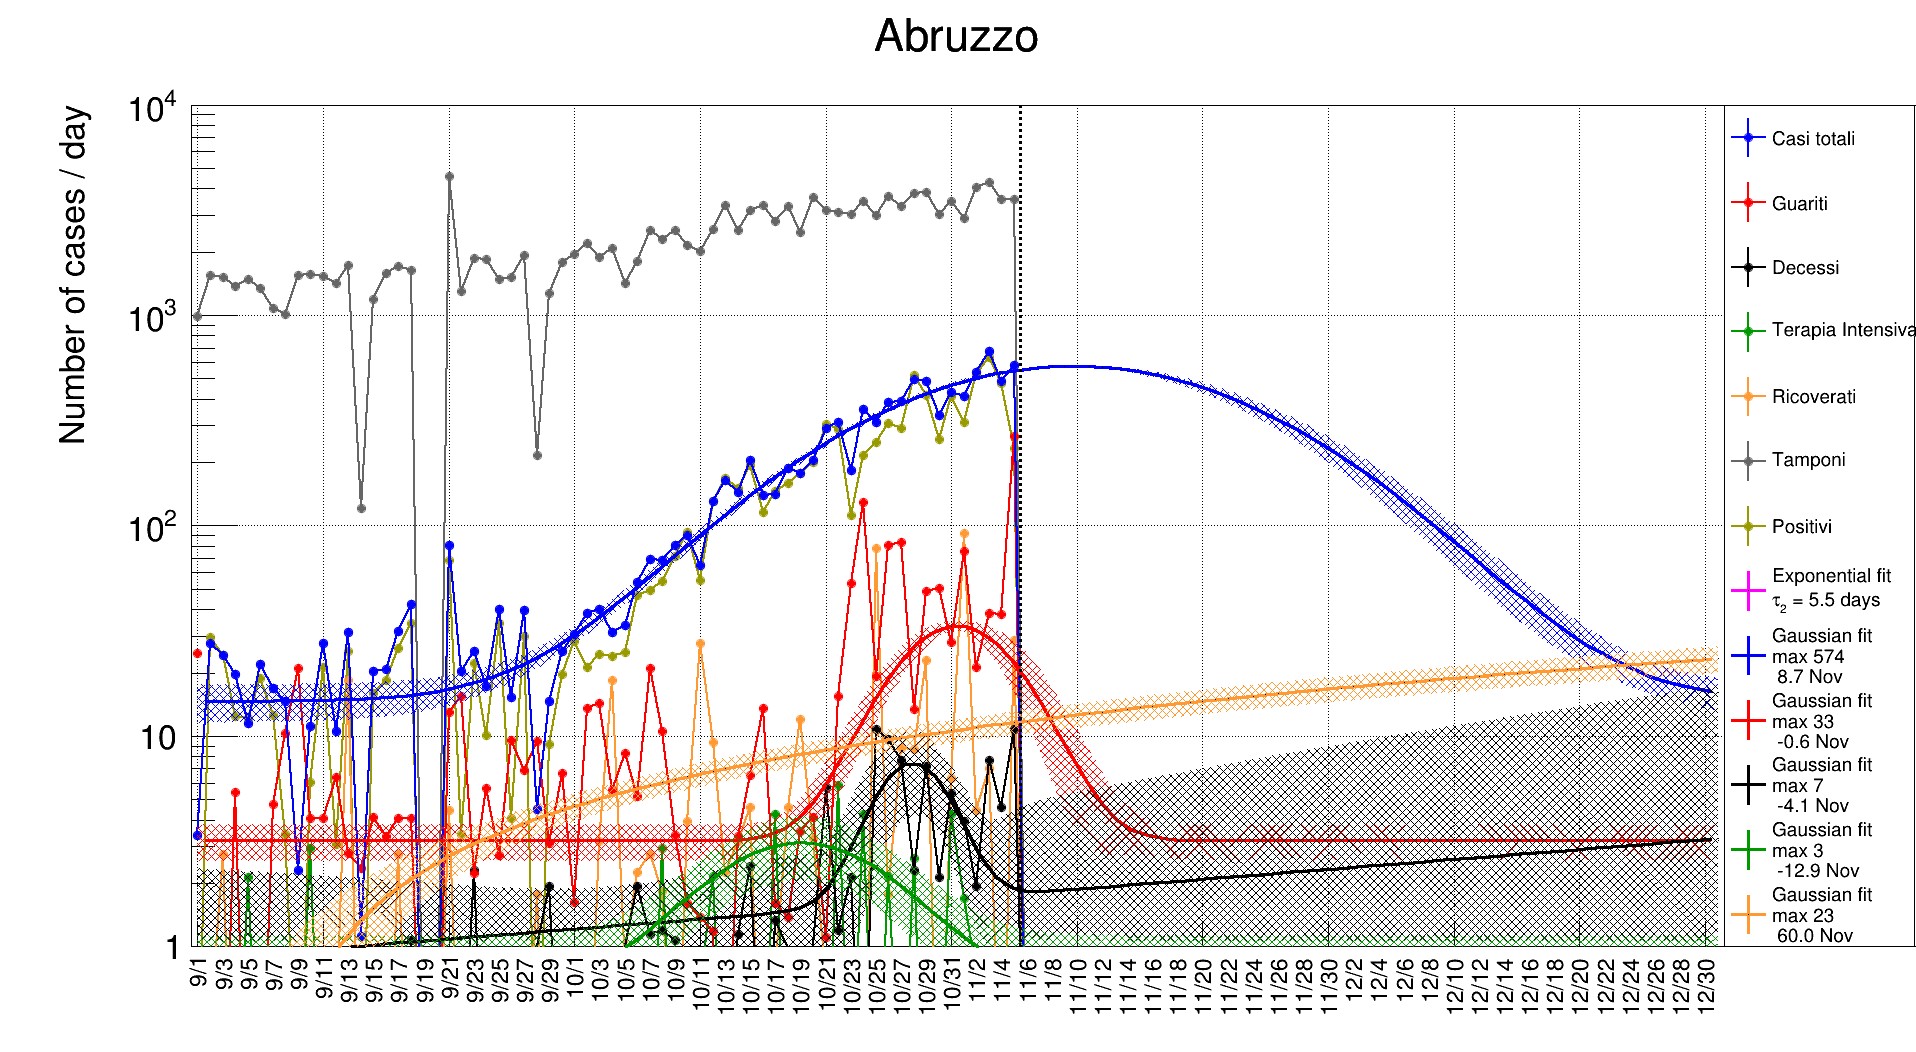 Abruzzo
Number of cases / day
10^4
10^3
10^2
10
1
9/1
9/3
9/5
9/7
9/9
9/11
9/13
9/15
9/17
9/19
9/21
9/23
9/25
9/27
9/29
10/1
10/3
10/5
10/7
10/9
10/11
10/13
10/15
10/17
10/19
10/21
10/23
10/25
10/27
10/29
10/31
11/2
11/4
11/6
11/8
11/10
11/12
11/14
11/16
11/18
11/20
11/22
11/24
11/26
11/28
11/30
12/2
12/4
12/6
12/8
12/10
12/12
12/14
12/16
12/18
12/20
12/22
12/24
12/26
12/28
12/30
Casi totali
Guariti
Decessi
Terapia Intensiva
Ricoverati
Tamponi
Positivi
Exponential fit
τ2 = 5.5 days
Gaussian fit
max 574
8.7 Nov
Gaussian fit
max 33
-0.6 Nov
Gaussian fit
max 7
-4.1 Nov
Gaussian fit
max 3
-12.9 Nov
Gaussian fit
max 23
60.0 Nov